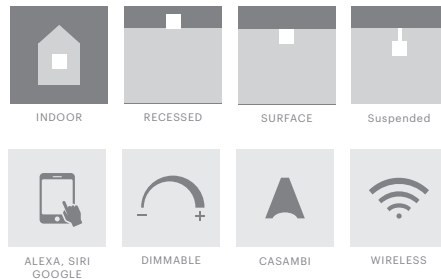 INDOOR
RECESSED
SURFACE
Suspended
− +
ALEXA, SIRI
GOOGLE
DIMMABLE
CASAMBI
WIRELESS